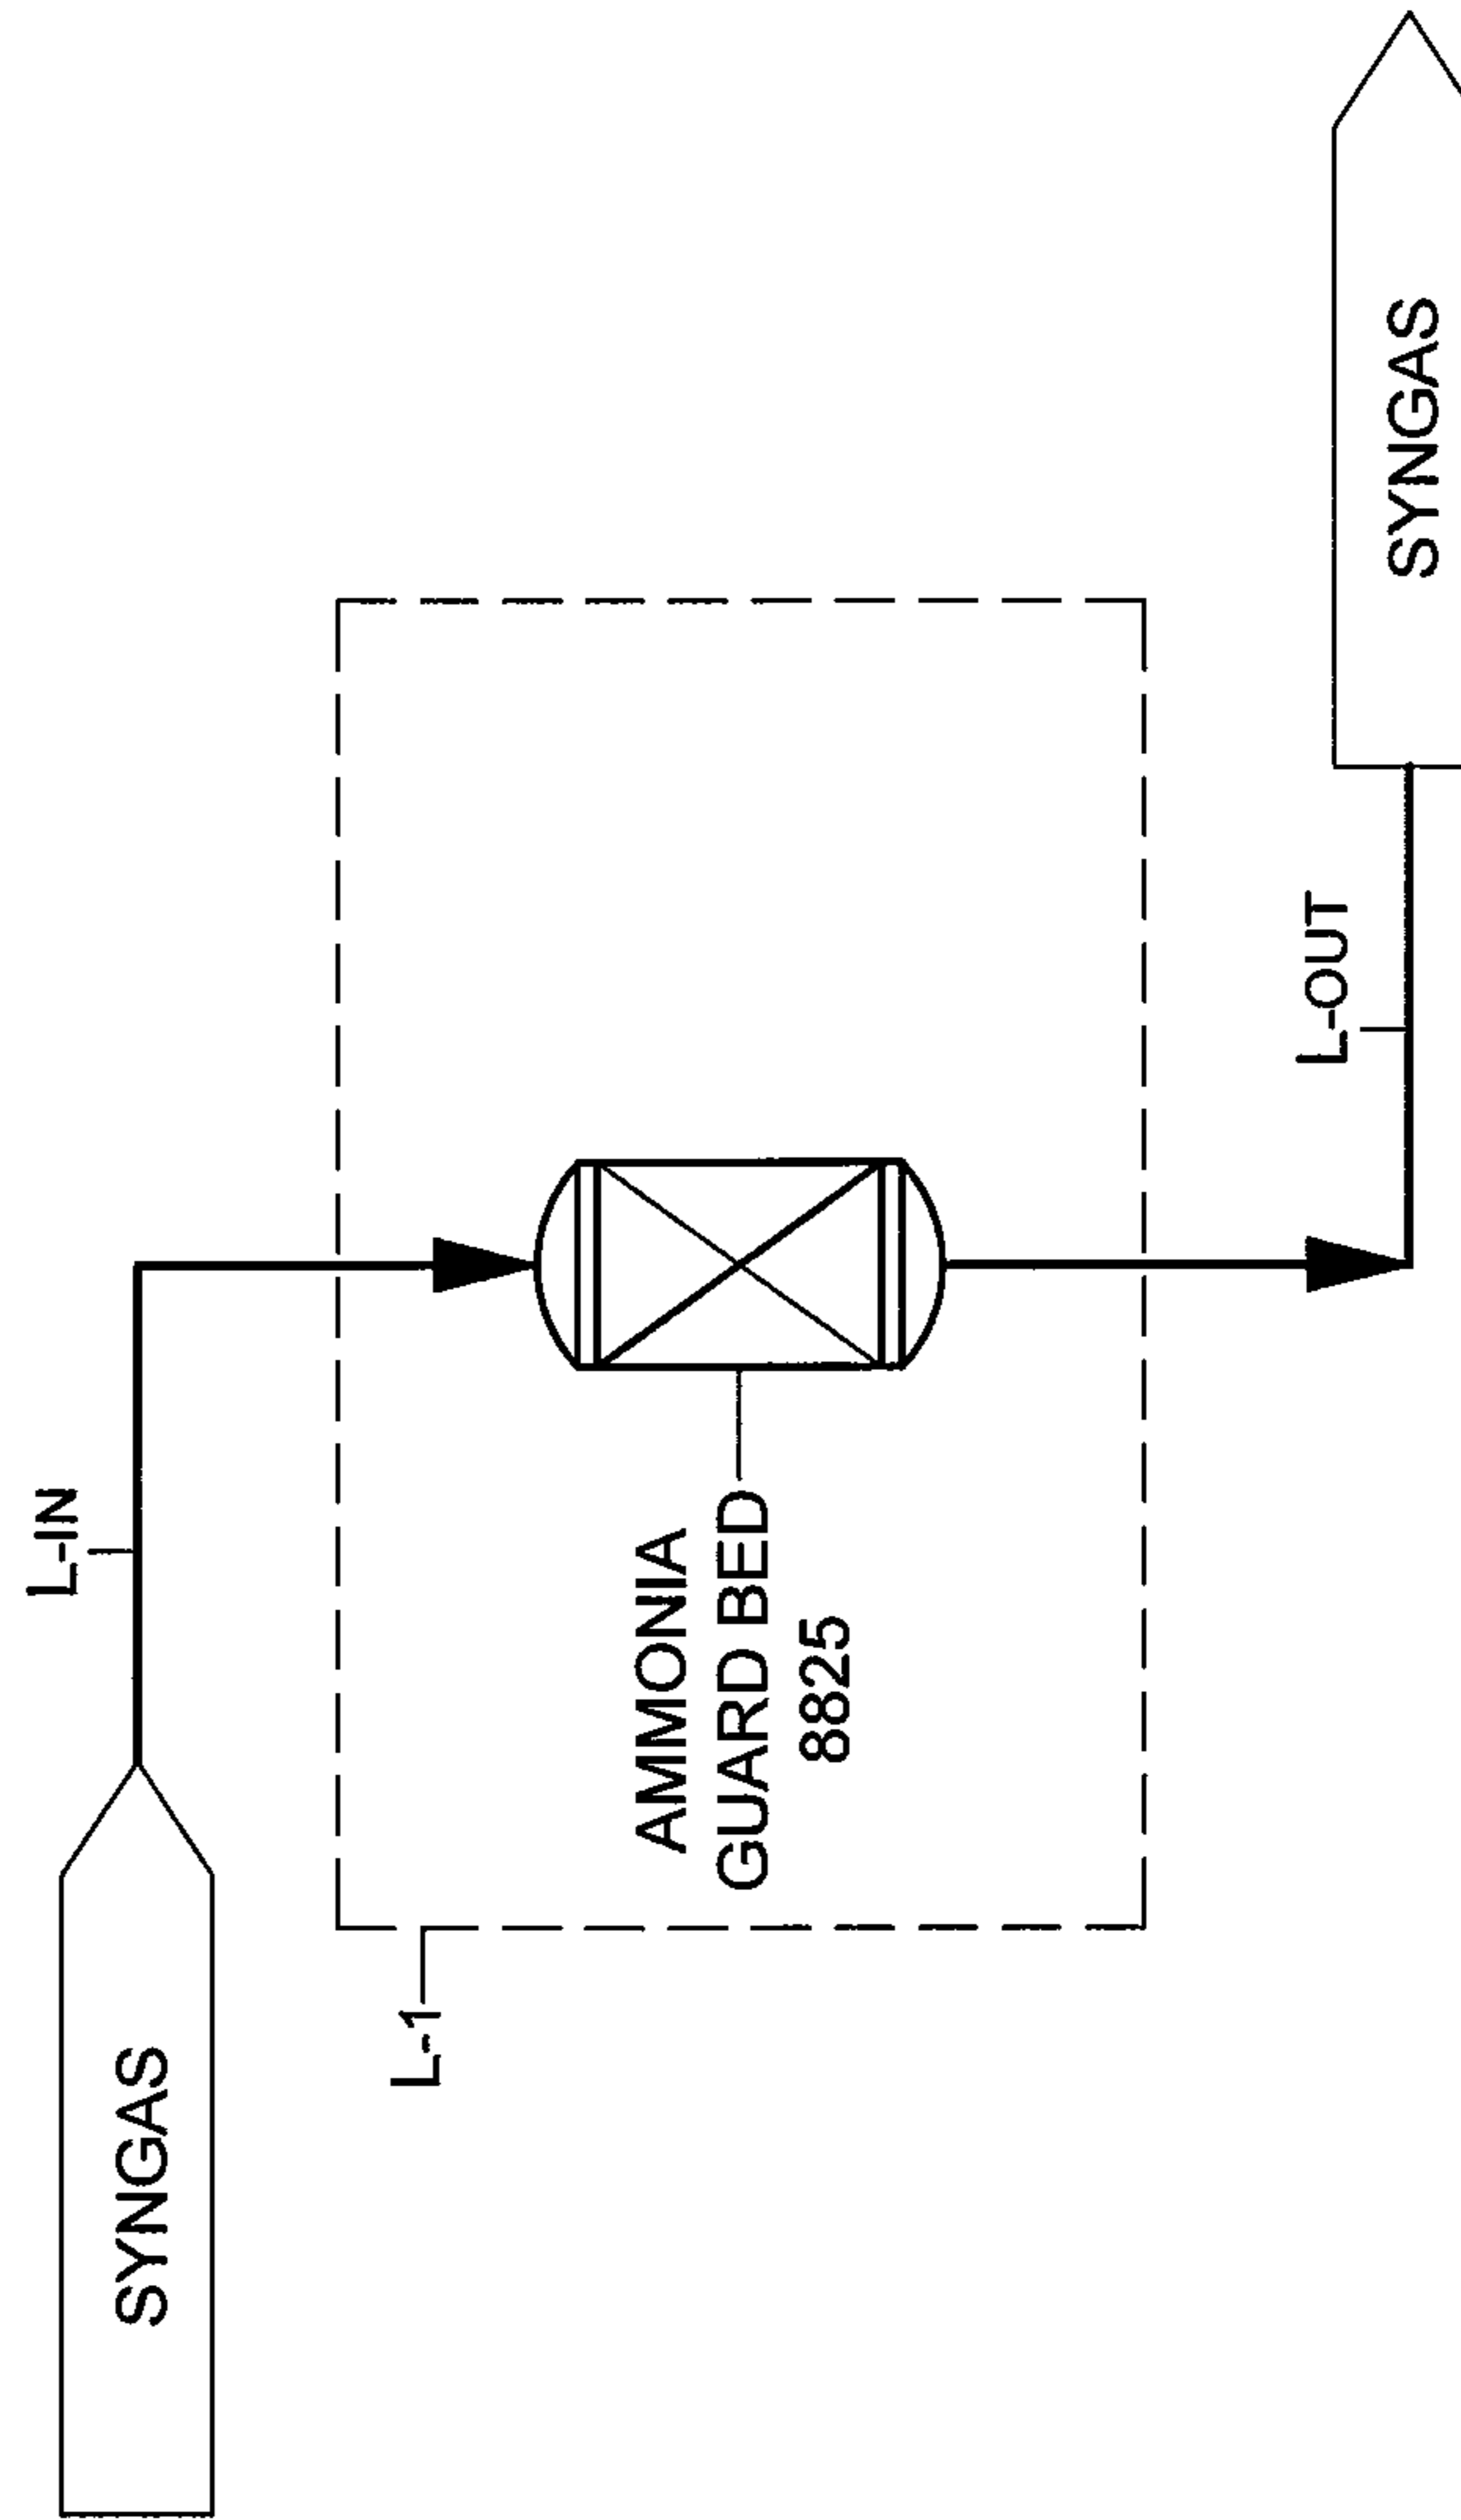 SYNGAS
L-IN
L-1
AMMONIA
GUARD BED
8825
L-OUT
SYNGAS